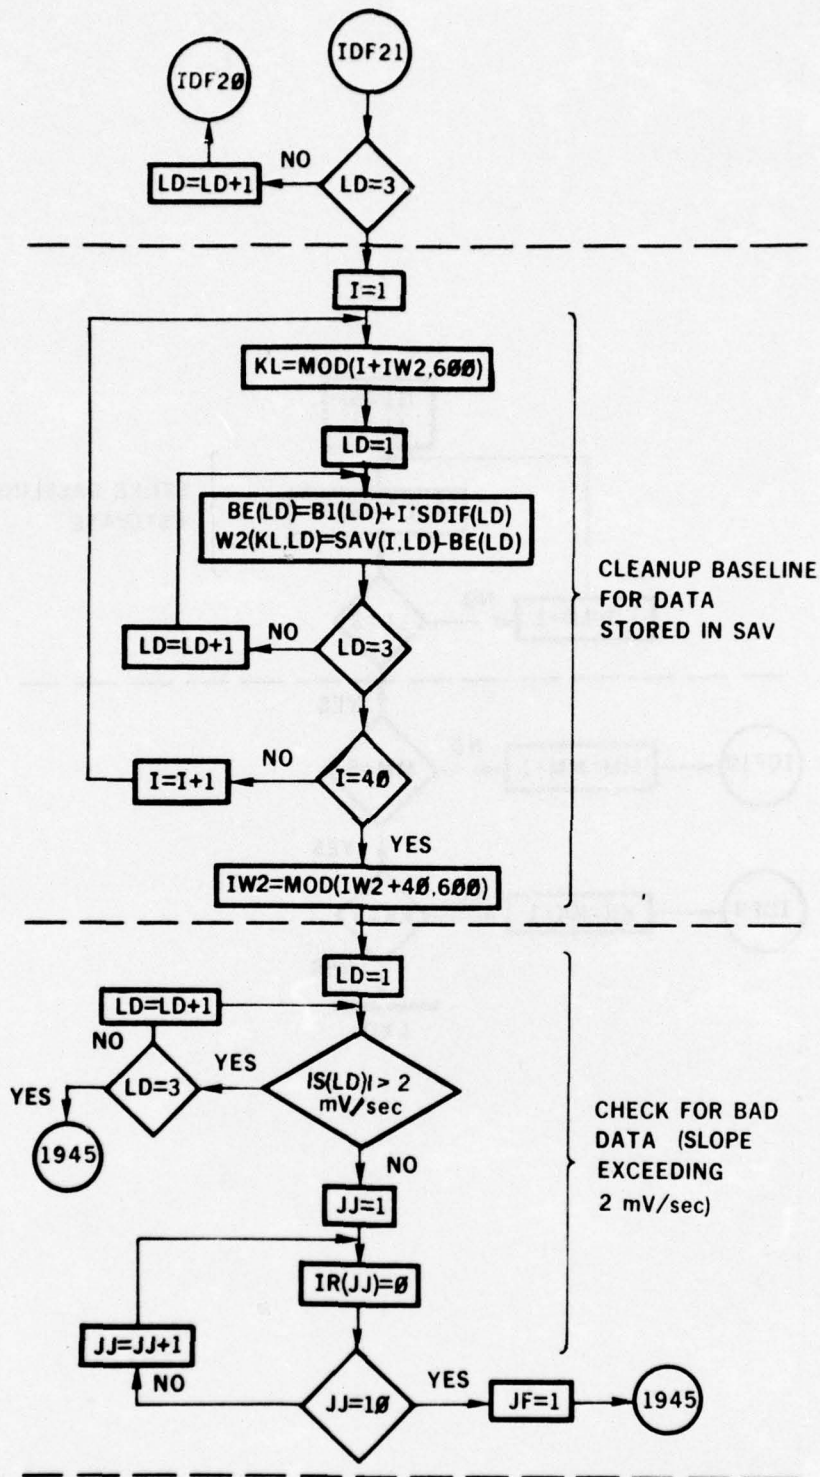 IDF20
IDF21
NO
LD=LD+1
LD=3
I=1
KL=MOD(I+IW2,600)
LD=1
BE(LD)=B1(LD)+I*SDIF(LD)
W2(KL,LD)=SAV(I,LD)-BE(LD)
LD=LD+1
NO
LD=3
CLEANUP BASELINE
FOR DATA
STORED IN SAV
I=I+1
NO
I=40
YES
IW2=MOD(IW2+40,600)
LD=1
LD=LD+1
NO
YES
LD=3
YES
|S(LD)| > 2
mV/sec
1945
NO
CHECK FOR BAD
DATA (SLOPE
EXCEEDING
2 mV/sec)
JJ=1
IR(JJ)=0
JJ=JJ+1
NO
JJ=10
YES
JF=1
1945